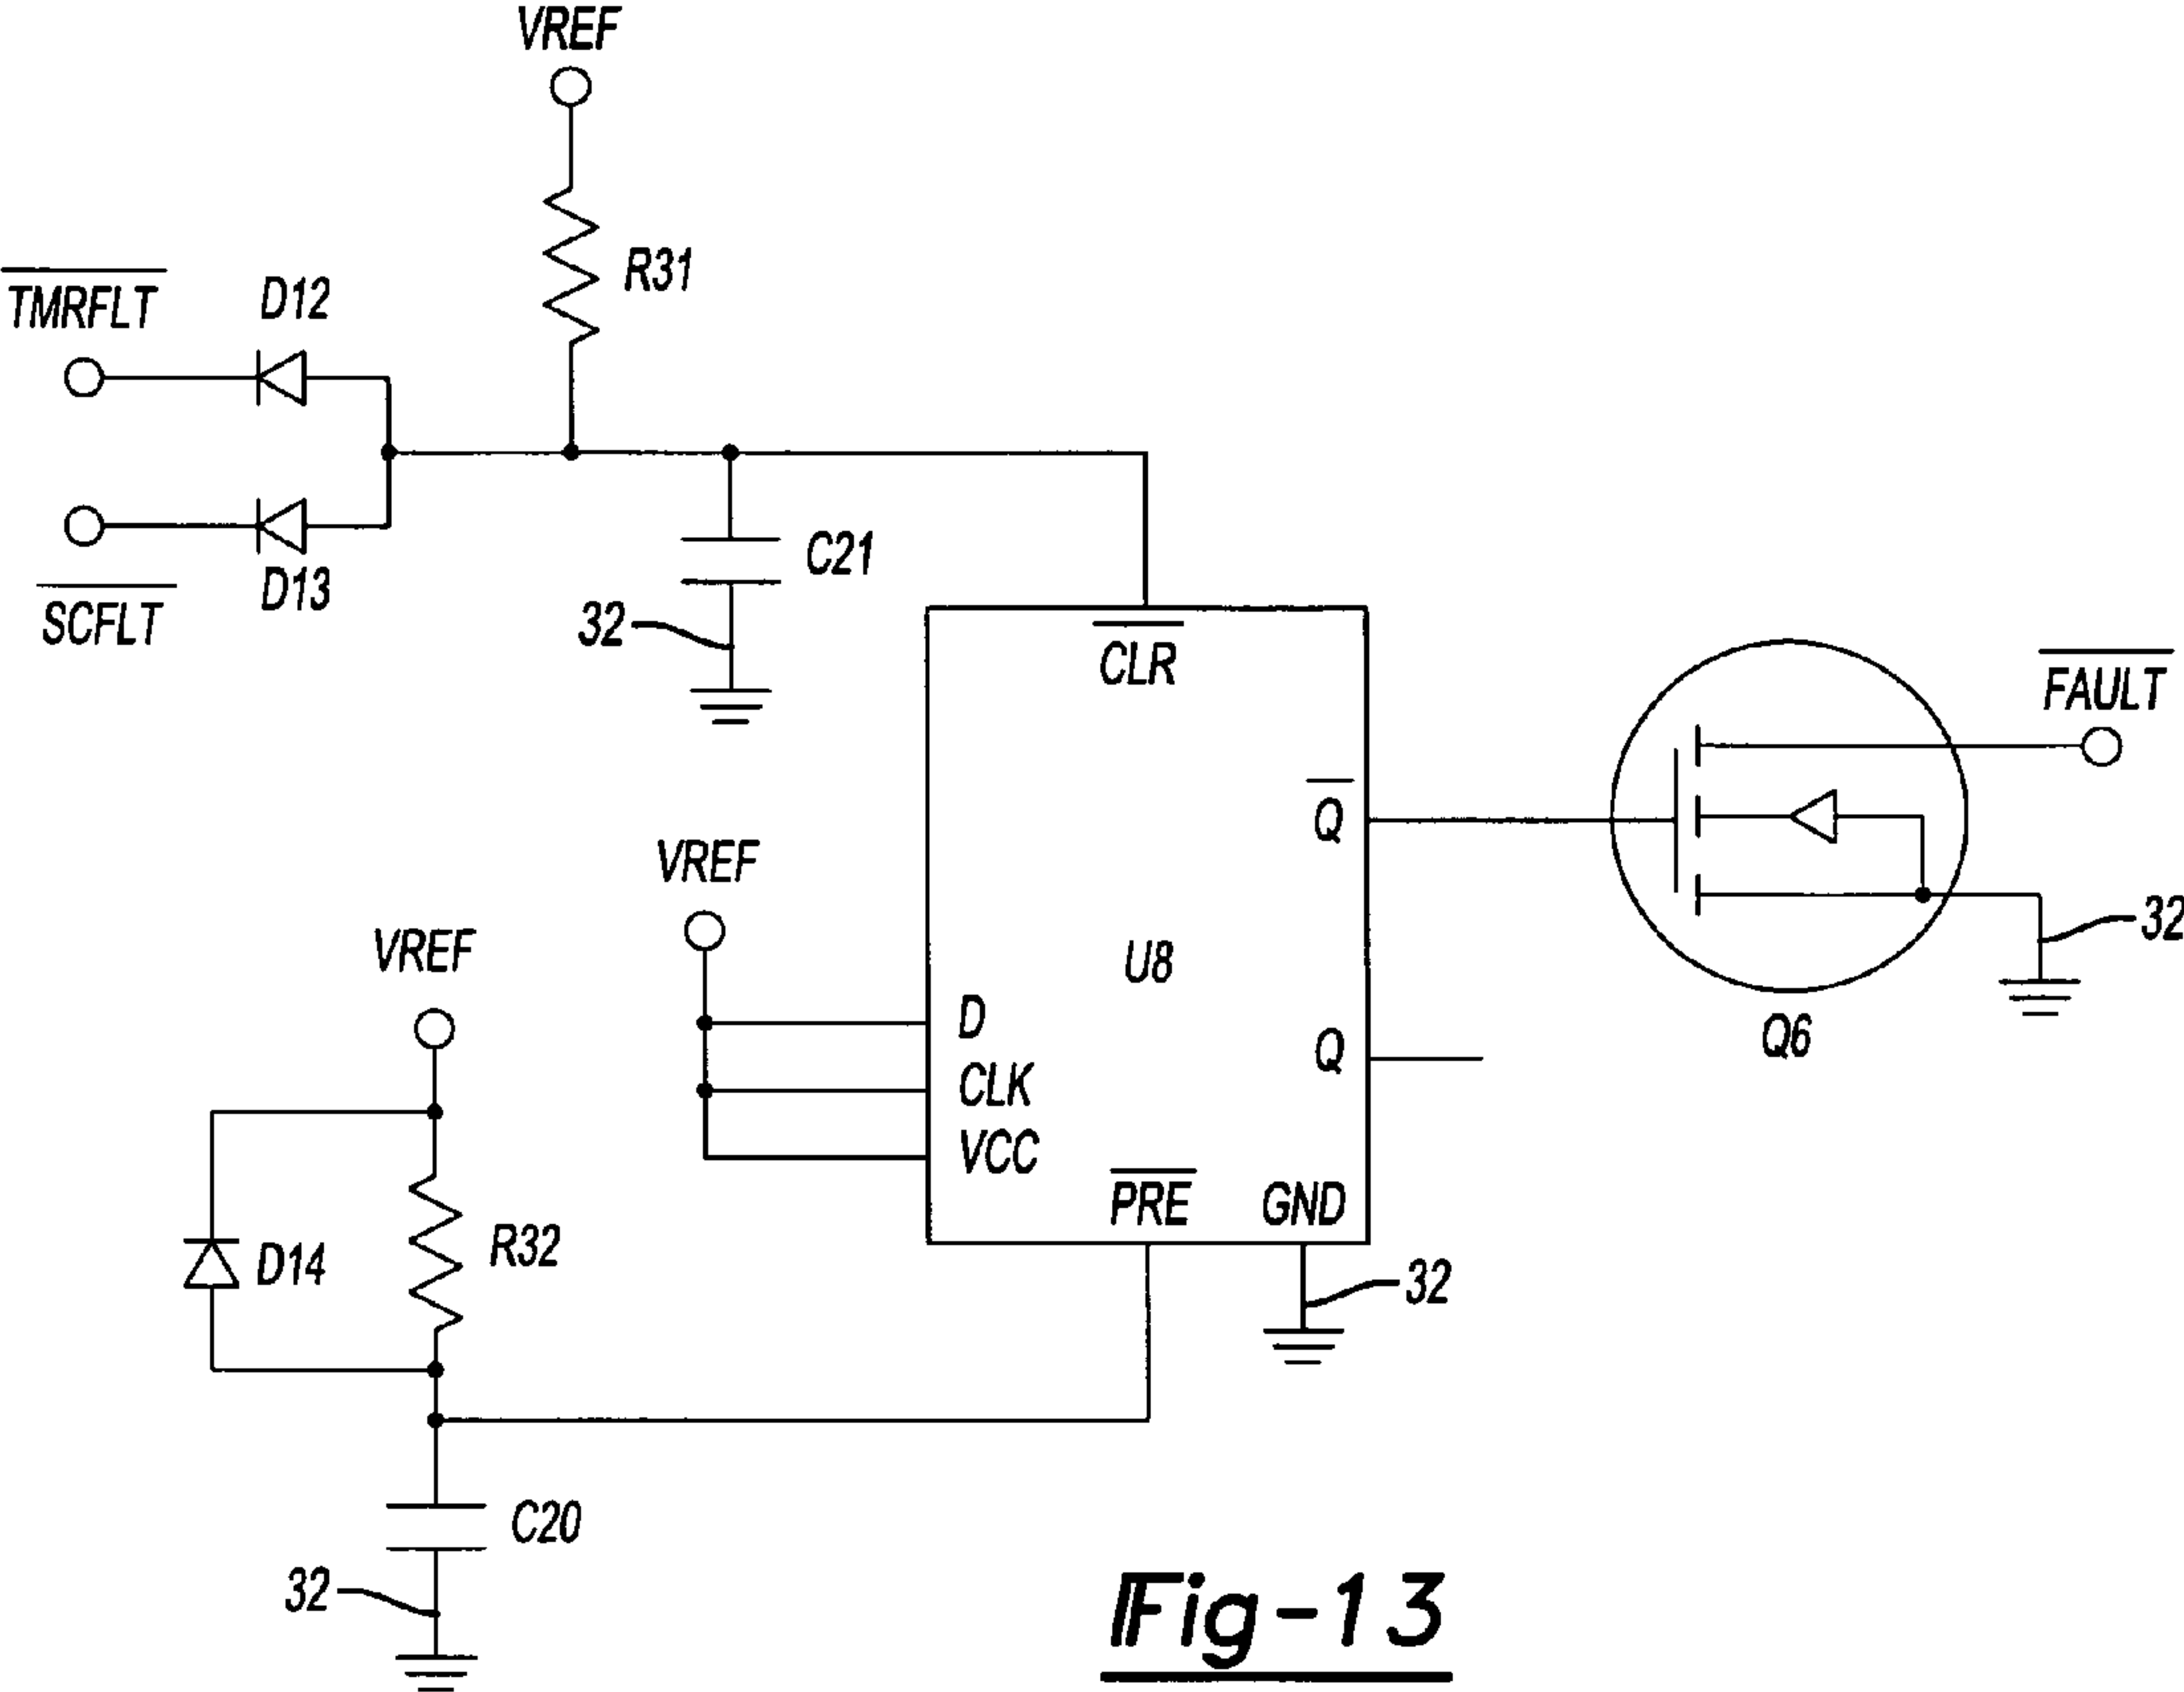 VREF
R31
TMRFLT
D12
D13
SCFLT
C21
32
CLR
FAULT
Q
VREF
VREF
U8
32
D
Q
Q6
CLK
VCC
PRE
GND
R32
D14
32
C20
32
Fig-13